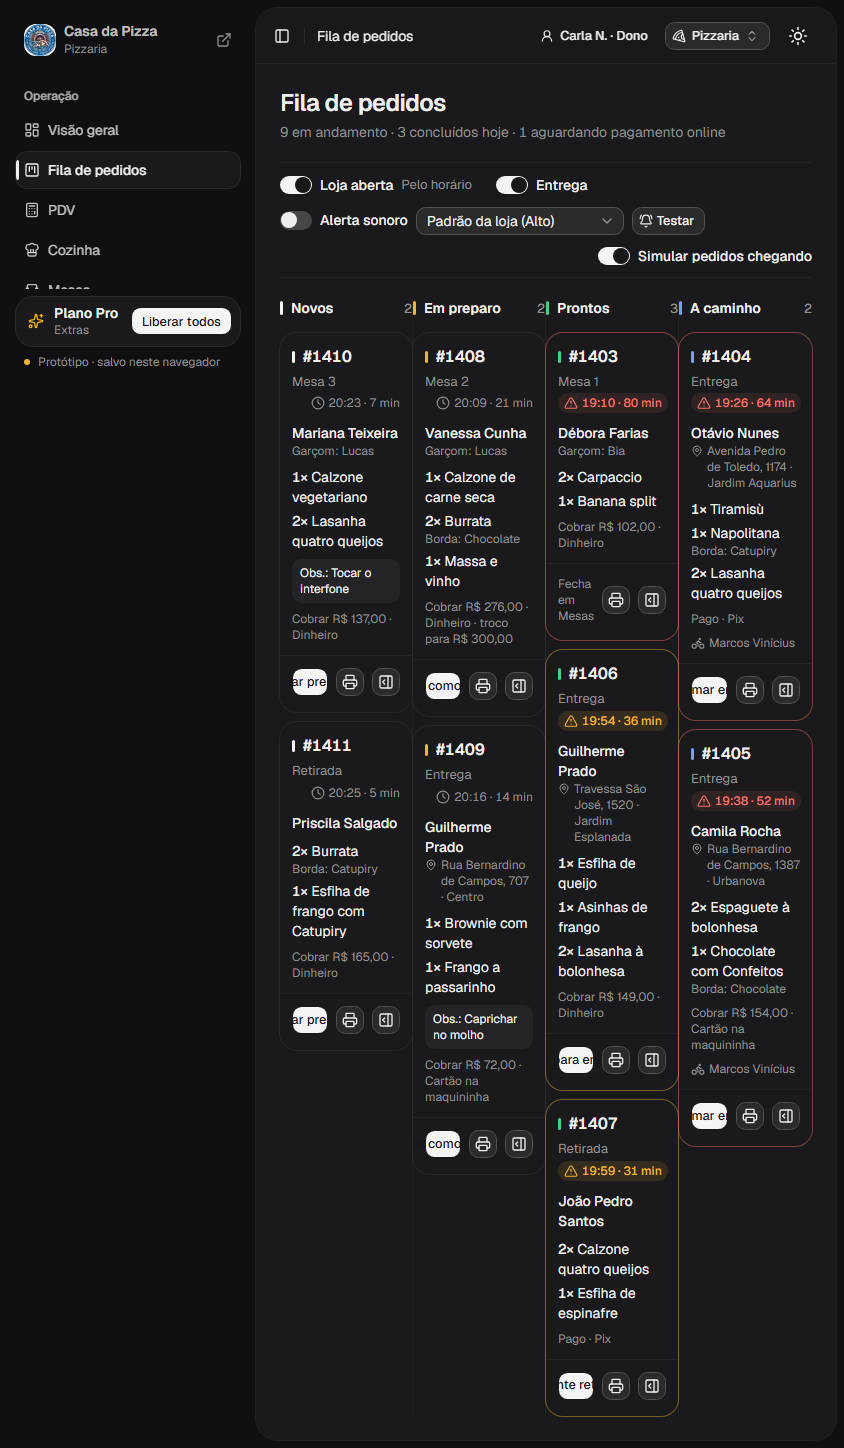 Casa da Pizza
Pizzaria
Operação
Visão geral
Fila de pedidos
PDV
Cozinha
Plano Pro
Extras
Liberar todos
Protótipo · salvo neste navegador
Fila de pedidos
Carla N. · Dono
Pizzaria
Fila de pedidos
9 em andamento · 3 concluídos hoje · 1 aguardando pagamento online
Loja aberta Pelo horário
Entrega
Alerta sonoro
Padrão da loja (Alto)
Testar
Simular pedidos chegando
Novos 2
#1410
Mesa 3
20:23 · 7 min
Mariana Teixeira
Garçom: Lucas
1× Calzone
vegetariano
2× Lasanha
quatro queijos
Obs.: Tocar o
interfone
Cobrar R$ 137,00 ·
Dinheiro
ar pre
#1411
Retirada
20:25 · 5 min
Priscila Salgado
2× Burrata
Borda: Catupiry
1× Esfiha de
frango com
Catupiry
Cobrar R$ 165,00 ·
Dinheiro
ar pre
Em preparo 2
#1408
Mesa 2
20:09 · 21 min
Vanessa Cunha
Garçom: Lucas
1× Calzone de
carne seca
2× Burrata
Borda: Chocolate
1× Massa e
vinho
Cobrar R$ 276,00 ·
Dinheiro · troco
para R$ 300,00
como
#1409
Entrega
20:16 · 14 min
Guilherme
Prado
Rua Bernardino
de Campos, 707
· Centro
1× Brownie com
sorvete
1× Frango a
passarinho
Obs.: Caprichar
no molho
Cobrar R$ 72,00 ·
Cartão na
maquininha
como
Prontos 3
#1403
Mesa 1
19:10 · 80 min
Débora Farias
Garçom: Bia
2× Carpaccio
1× Banana split
Cobrar R$ 102,00 ·
Dinheiro
Fecha
em
Mesas
#1406
Entrega
19:54 · 36 min
Guilherme
Prado
Travessa São
José, 1520 ·
Jardim
Esplanada
1× Esfiha de
queijo
1× Asinhas de
frango
2× Lasanha à
bolonhesa
Cobrar R$ 149,00 ·
Dinheiro
ara en
#1407
Retirada
19:59 · 31 min
João Pedro
Santos
2× Calzone
quatro queijos
1× Esfiha de
espinafre
Pago · Pix
nte ret
A caminho 2
#1404
Entrega
19:26 · 64 min
Otávio Nunes
Avenida Pedro
de Toledo, 1174 ·
Jardim Aquarius
1× Tiramisù
1× Napolitana
Borda: Catupiry
2× Lasanha
quatro queijos
Pago · Pix
Marcos Vinícius
mar en
#1405
Entrega
19:38 · 52 min
Camila Rocha
Rua Bernardino
de Campos, 1387
· Urbanova
2× Espaguete à
bolonhesa
1× Chocolate
com Confeitos
Borda: Chocolate
Cobrar R$ 154,00 ·
Cartão na
maquininha
Marcos Vinícius
mar en